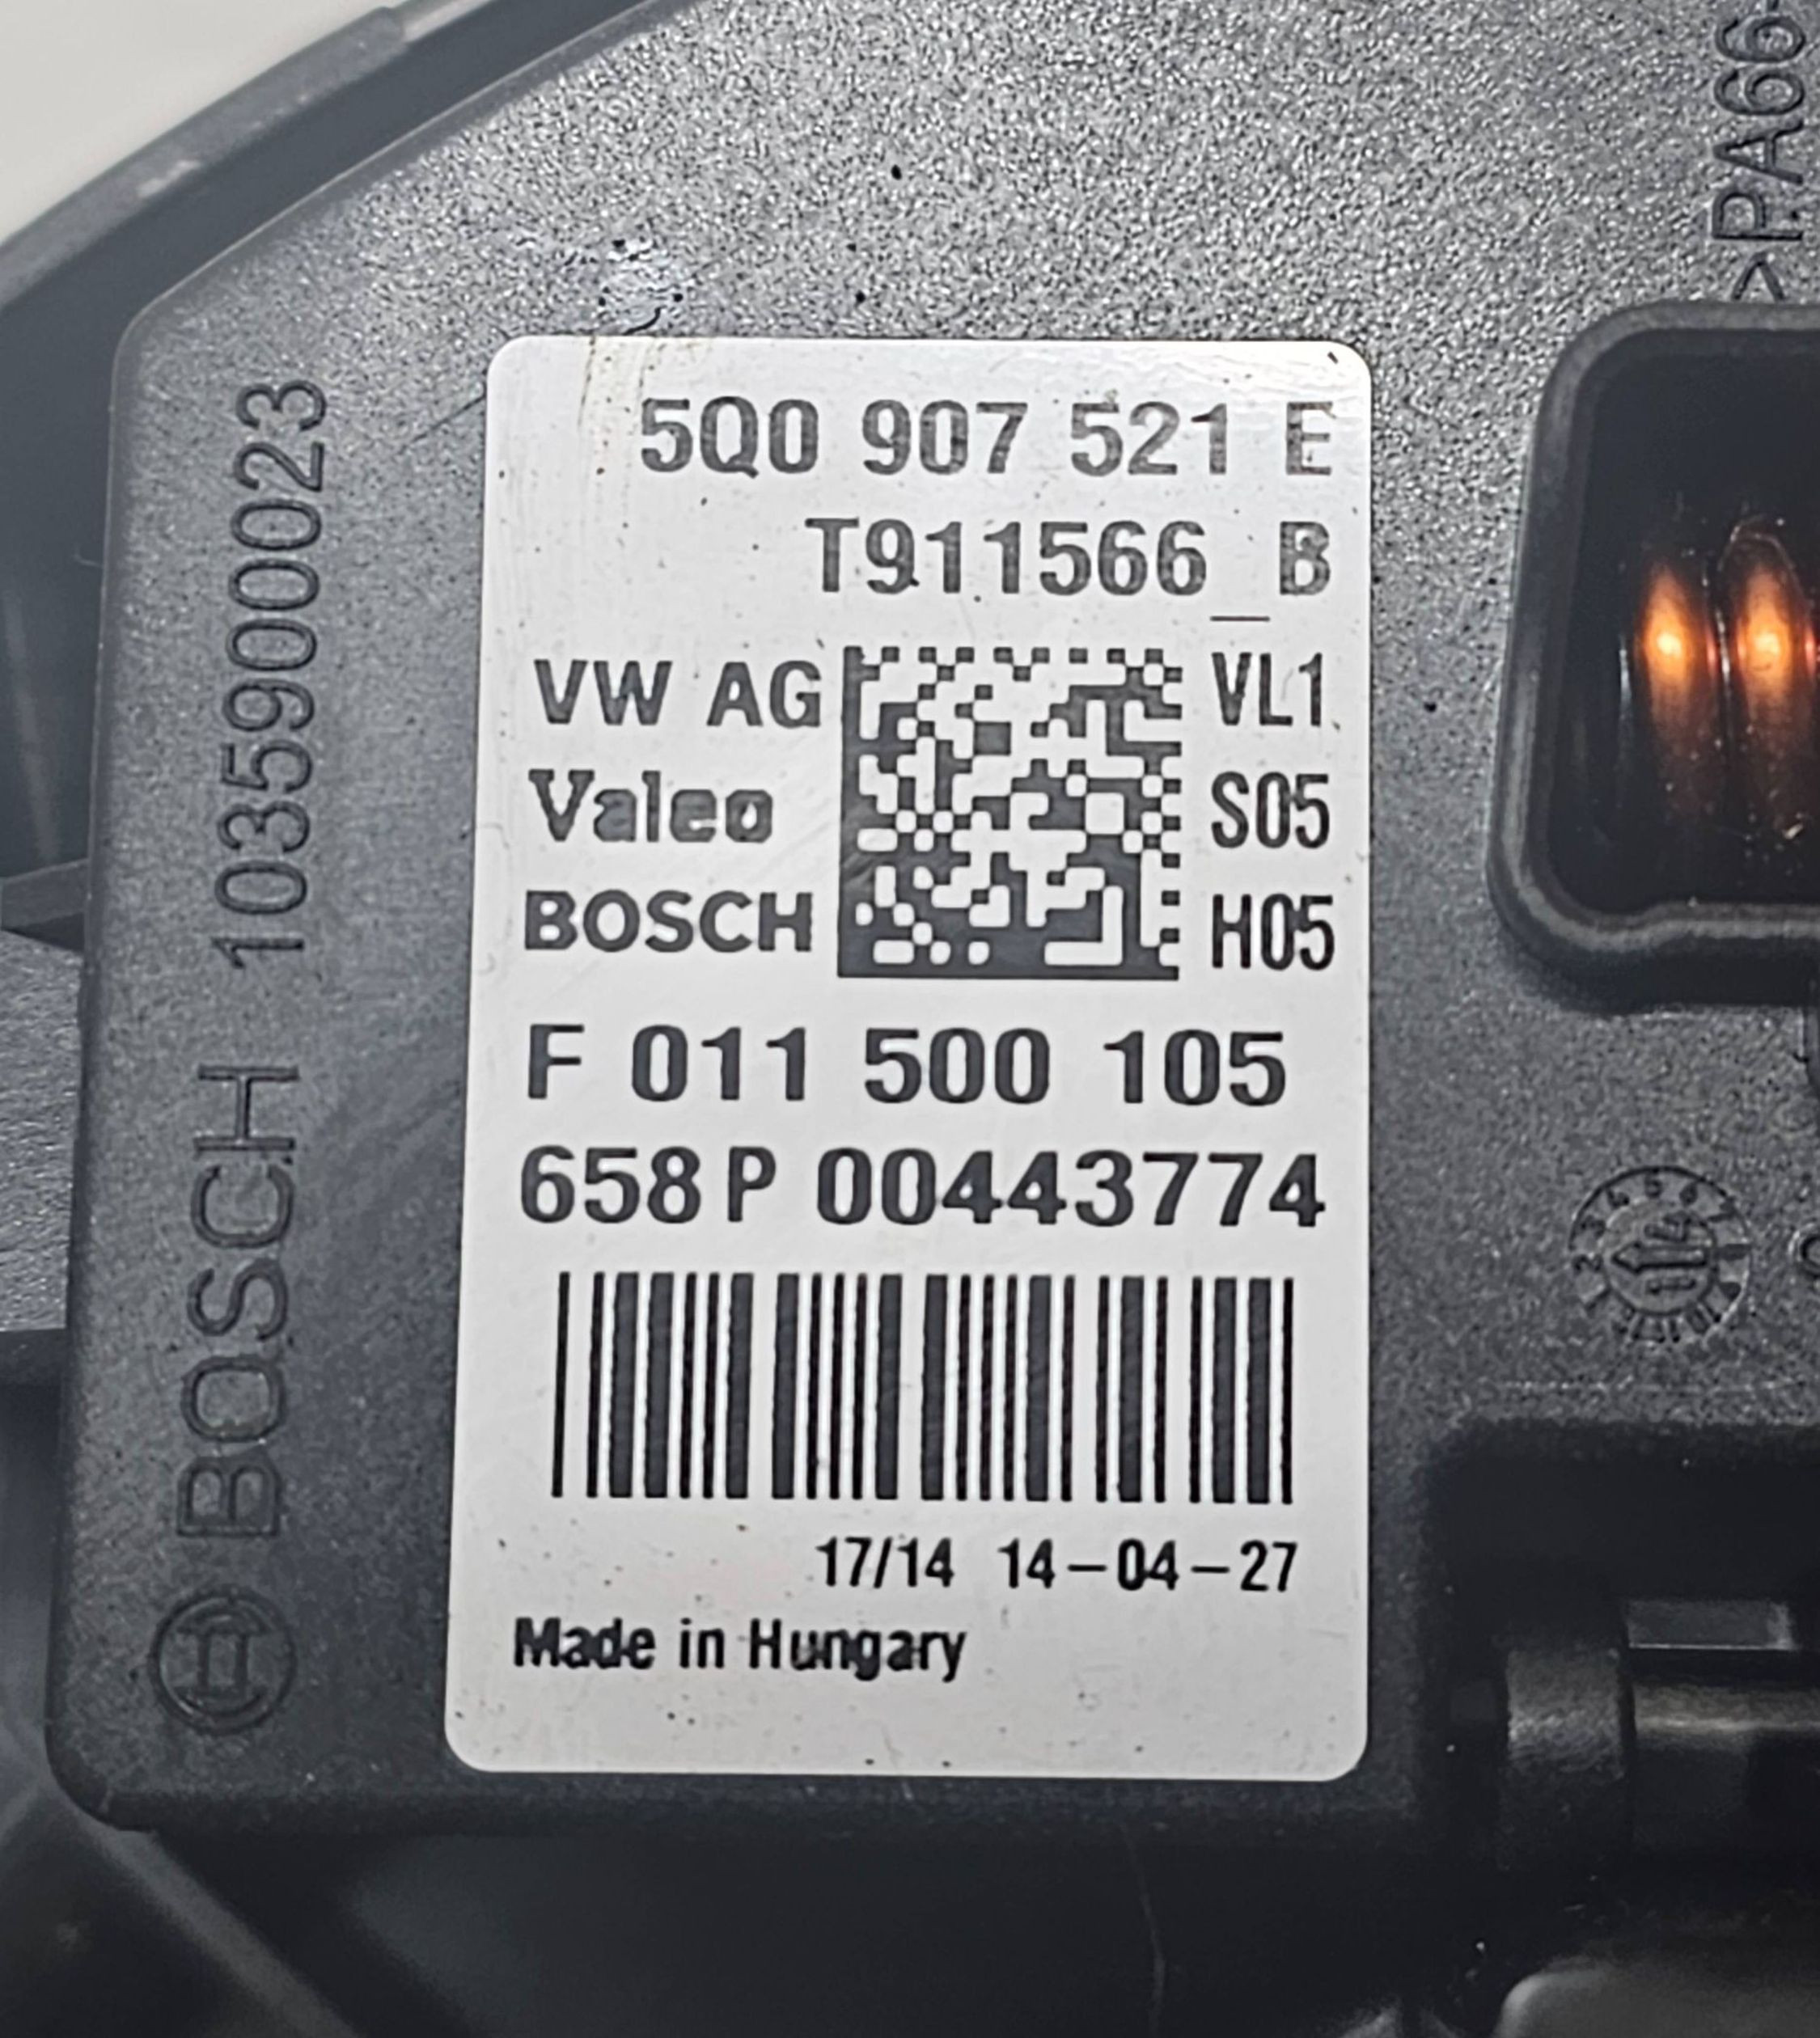 >PA66-
BOSCH 1035900023
5Q0 907 521 E
T911566_B
VW AG
VL1
Valeo
S05
BOSCH
H05
F 011 500 105
658 P 00443774
17/14 14-04-27
Made in Hungary